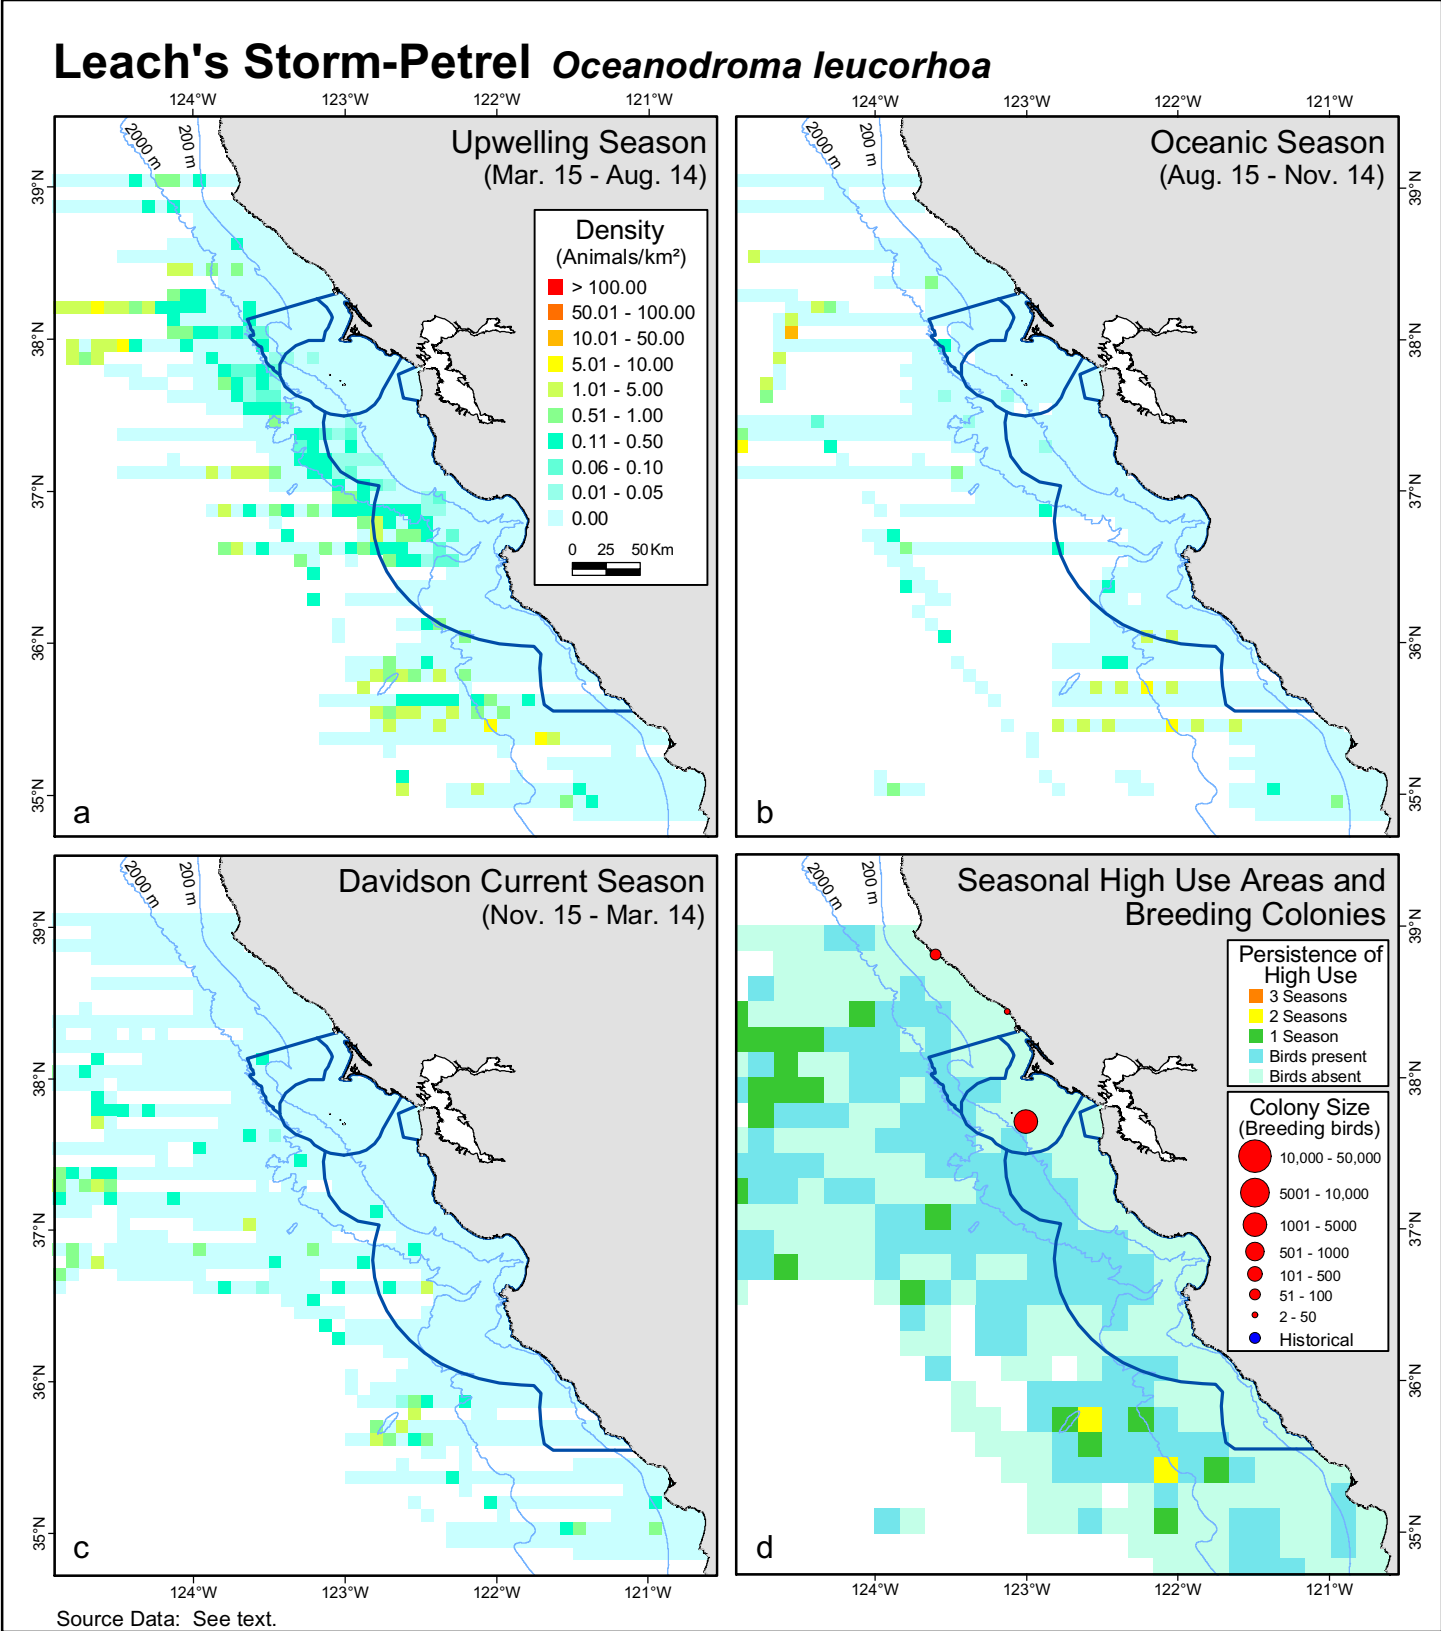 Leach's Storm-Petrel Oceanodroma leucorhoa
124°W 123°W 122°W 121°W
124°W 123°W 122°W 121°W
2000 m
200 m
Upwelling Season
(Mar. 15 - Aug. 14)
39°N
38°N
37°N
36°N
35°N
Density
(Animals/km²)
> 100.00
50.01 - 100.00
10.01 - 50.00
5.01 - 10.00
1.01 - 5.00
0.51 - 1.00
0.11 - 0.50
0.06 - 0.10
0.01 - 0.05
0.00
0 25 50 Km
a
2000 m
200 m
Oceanic Season
(Aug. 15 - Nov. 14)
39°N
38°N
37°N
36°N
35°N
b
2000 m
200 m
Davidson Current Season
(Nov. 15 - Mar. 14)
39°N
38°N
37°N
36°N
35°N
c
2000 m
200 m
Seasonal High Use Areas and
Breeding Colonies
Persistence of
High Use
3 Seasons
2 Seasons
1 Season
Birds present
Birds absent
Colony Size
(Breeding birds)
10,000 - 50,000
5001 - 10,000
1001 - 5000
501 - 1000
101 - 500
51 - 100
2 - 50
Historical
39°N
38°N
37°N
36°N
35°N
d
124°W 123°W 122°W 121°W
124°W 123°W 122°W 121°W
Source Data: See text.